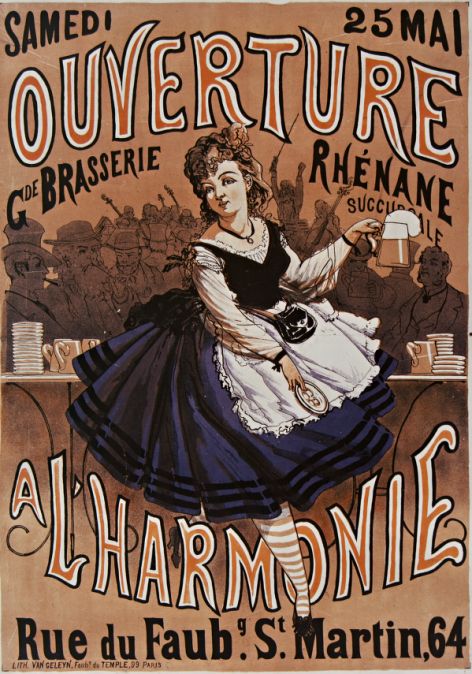 SAMEDI 25 MAI
OUVERTURE
Gde BRASSERIE RHÉNANE
SUCCURSALE
A L'HARMONIE
Rue du Faubg. St Martin, 64
LITH. VAN GELEYN, Faubg du TEMPLE, 99 PARIS